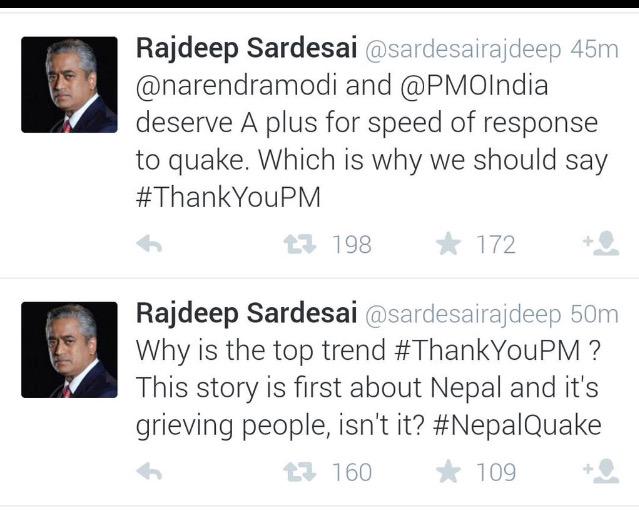 Rajdeep Sardesai @sardesairajdeep 45m
@narendramodi and @PMOIndia
deserve A plus for speed of response
to quake. Which is why we should say
#ThankYouPM
198 172
Rajdeep Sardesai @sardesairajdeep 50m
Why is the top trend #ThankYouPM ?
This story is first about Nepal and it's
grieving people, isn't it? #NepalQuake
160 109